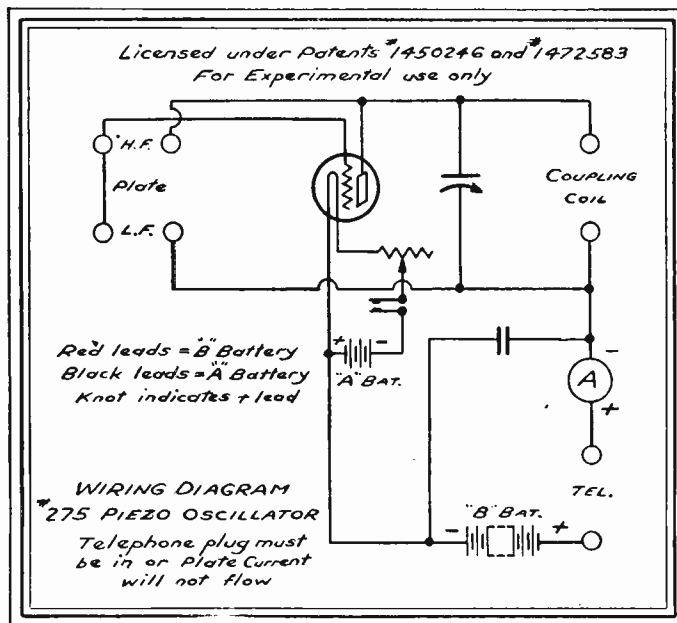 Licensed under Patents #1450246 and #1472583
For Experimental use only
H.F.
Plate
L.F.
COUPLING
COIL
Red leads = "B" Battery
Black leads = "A" Battery
Knot indicates + lead
+ -
"A" BAT.
-
A
+
TEL.
WIRING DIAGRAM
#275 PIEZO OSCILLATOR
Telephone plug must
be in or Plate Current
will not flow
"B" BAT.
- +